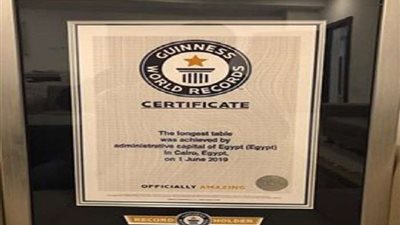 GUINNESS
WORLD RECORDS
CERTIFICATE
The longest table
was achieved by
administrative capital of Egypt (Egypt)
in Cairo, Egypt,
on 1 June 2019
OFFICIALLY AMAZING
RECORD HOLDER